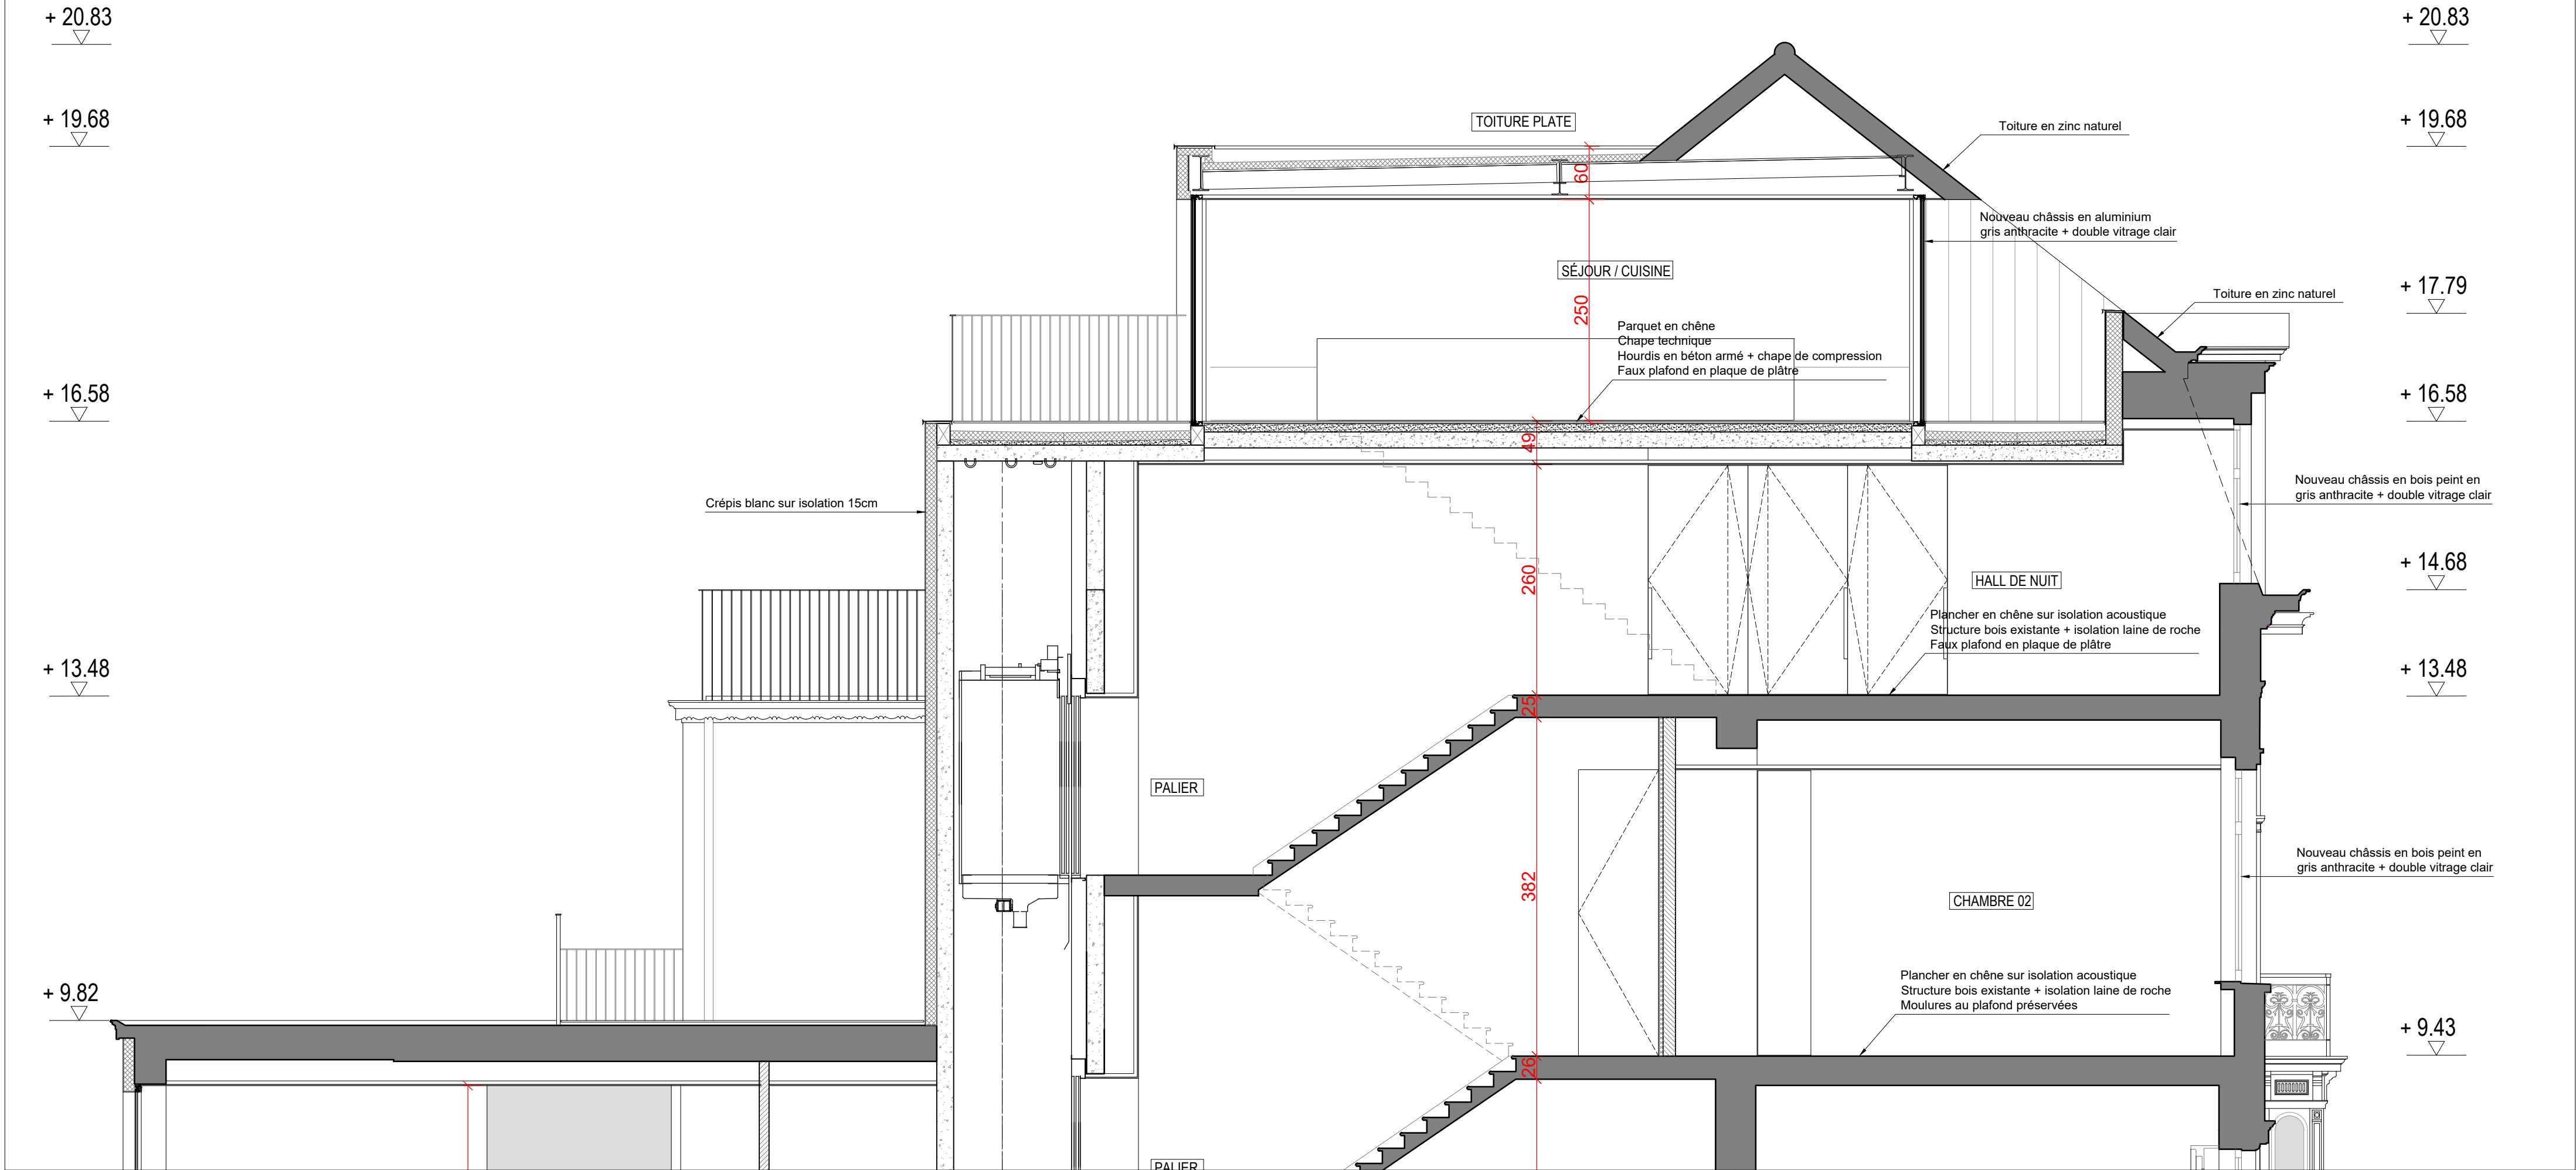 + 20.83
+ 20.83
+ 19.68
TOITURE PLATE
Toiture en zinc naturel
+ 19.68
60
Nouveau châssis en aluminium
gris anthracite + double vitrage clair
SÉJOUR / CUISINE
+ 17.79
Toiture en zinc naturel
250
Parquet en chêne
Chape technique
Hourdis en béton armé + chape de compression
Faux plafond en plaque de plâtre
+ 16.58
+ 16.58
49
Crépis blanc sur isolation 15cm
Nouveau châssis en bois peint en
gris anthracite + double vitrage clair
260
HALL DE NUIT
+ 14.68
Plancher en chêne sur isolation acoustique
Structure bois existante + isolation laine de roche
Faux plafond en plaque de plâtre
+ 13.48
+ 13.48
25
PALIER
Nouveau châssis en bois peint en
gris anthracite + double vitrage clair
382
CHAMBRE 02
Plancher en chêne sur isolation acoustique
Structure bois existante + isolation laine de roche
Moulures au plafond préservées
+ 9.82
+ 9.43
26
PALIER